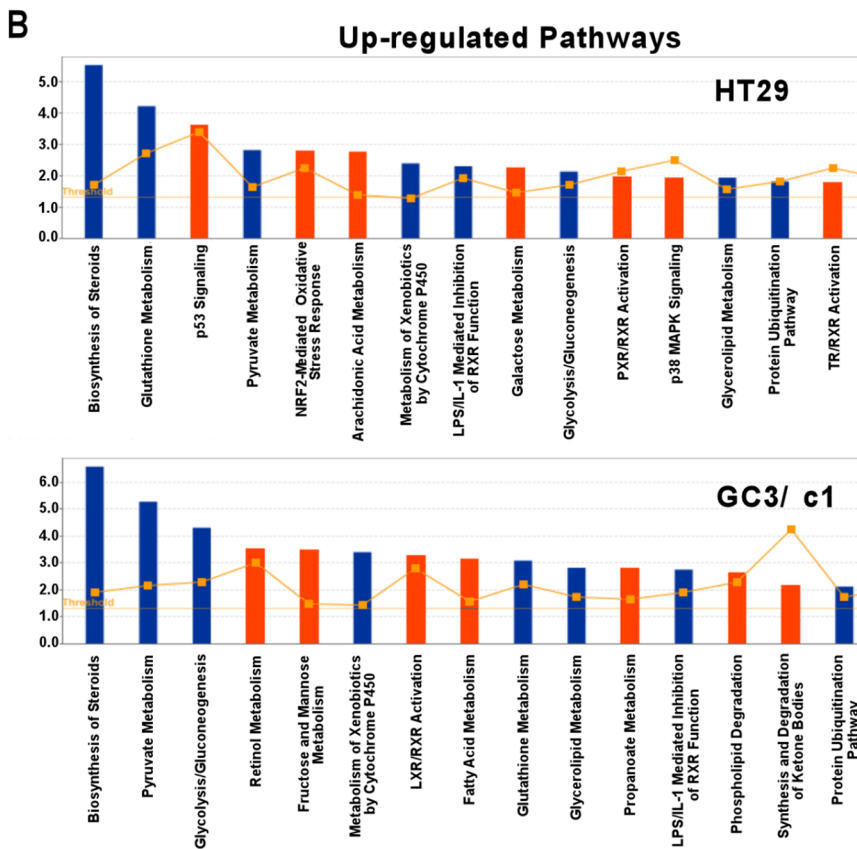 B
Up-regulated Pathways
HT29
5.0
4.0
3.0
2.0
Threshold
1.0
0.0
Biosynthesis of Steroids
Glutathione Metabolism
p53 Signaling
Pyruvate Metabolism
NRF2-Mediated Oxidative
Stress Response
Arachidonic Acid Metabolism
Metabolism of Xenobiotics
by Cytochrome P450
LPS/IL-1 Mediated Inhibition
of RXR Function
Galactose Metabolism
Glycolysis/Gluconeogenesis
PXR/RXR Activation
p38 MAPK Signaling
Glycerolipid Metabolism
Protein Ubiquitination
Pathway
TR/RXR Activation
GC3/ c1
6.0
5.0
4.0
3.0
2.0
Threshold
1.0
0.0
Biosynthesis of Steroids
Pyruvate Metabolism
Glycolysis/Gluconeogenesis
Retinol Metabolism
Fructose and Mannose
Metabolism
Metabolism of Xenobiotics
by Cytochrome P450
LXR/RXR Activation
Fatty Acid Metabolism
Glutathione Metabolism
Glycerolipid Metabolism
Propanoate Metabolism
LPS/IL-1 Mediated Inhibition
of RXR Function
Phospholipid Degradation
Synthesis and Degradation
of Ketone Bodies
Protein Ubiquitination
Pathway